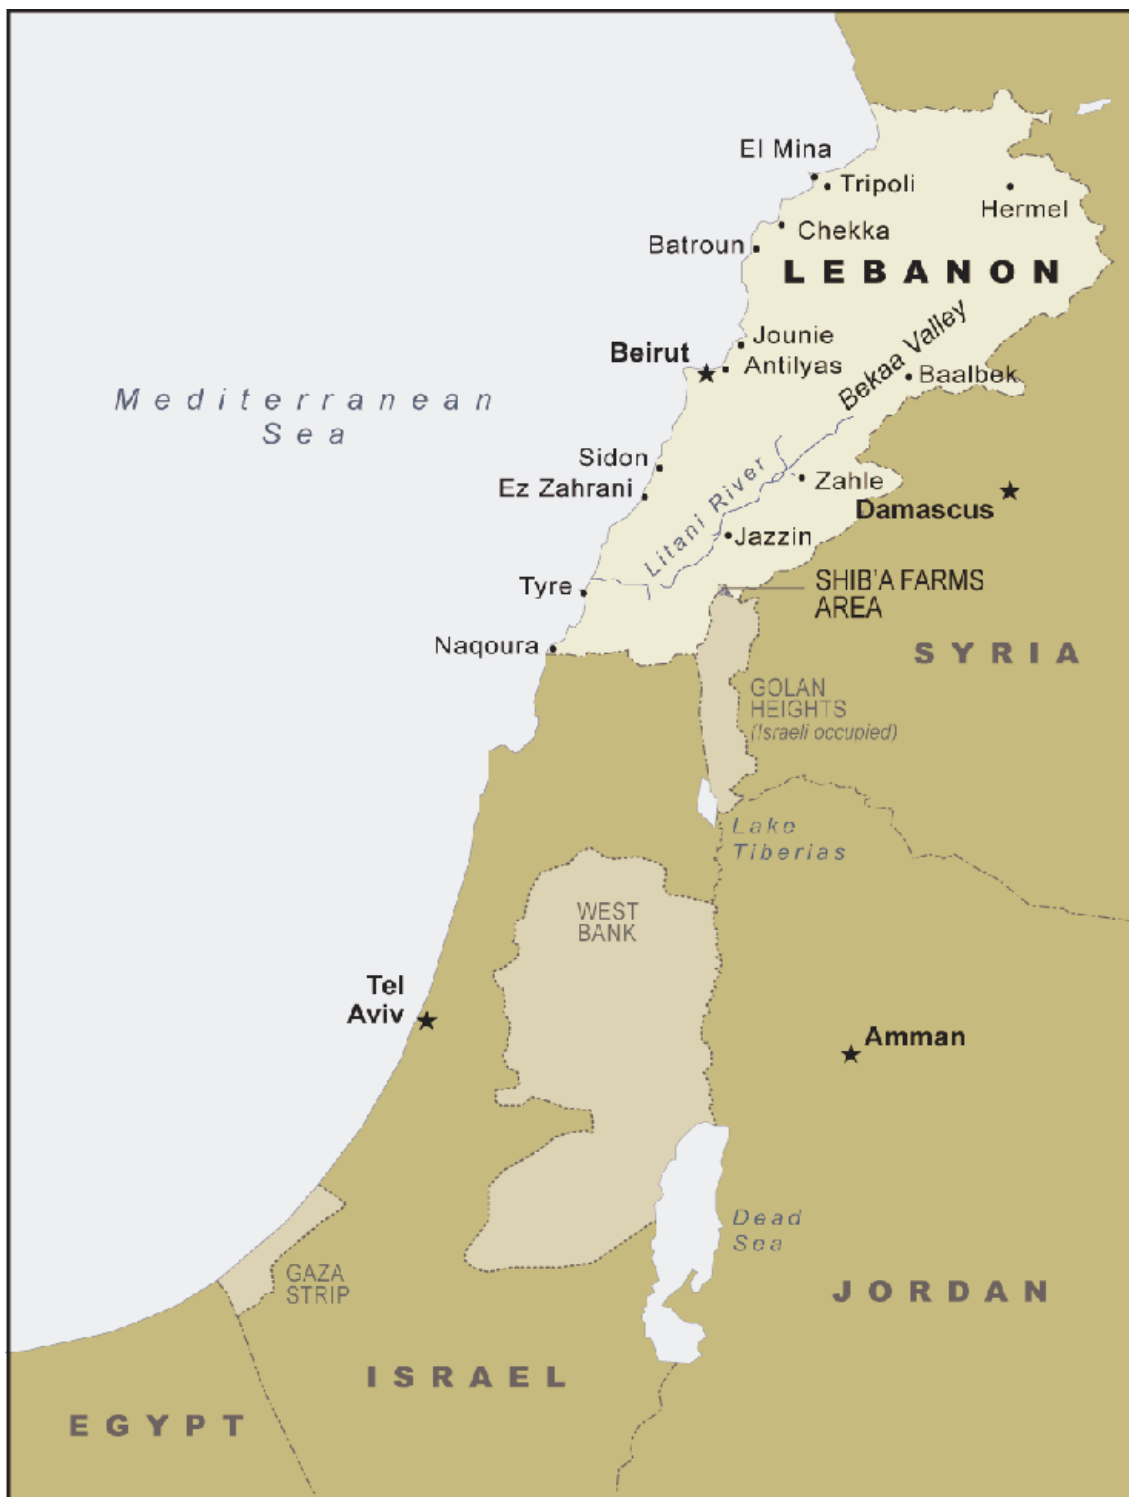 El Mina
Tripoli
Hermel
Chekka
Batroun
LEBANON
Jounie
Beirut
Antilyas
Bekaa Valley
Baalbek
Mediterranean
Sea
Sidon
Ez Zahrani
Litani River
Zahle
Damascus
Jazzin
Tyre
SHIB'A FARMS
AREA
Naqoura
SYRIA
GOLAN
HEIGHTS
(Israeli occupied)
Lake
Tiberias
WEST
BANK
Tel
Aviv
Amman
Dead
Sea
GAZA
STRIP
JORDAN
ISRAEL
EGYPT